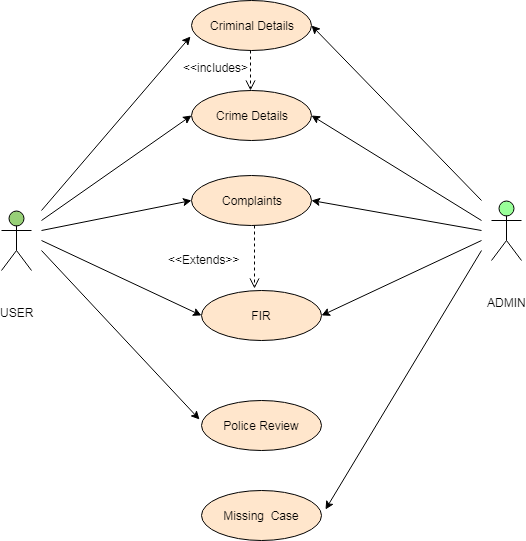 Criminal Details
<<includes>
Crime Details
Complaints
<<Extends>>
USER
ADMIN
FIR
Police Review
Missing Case